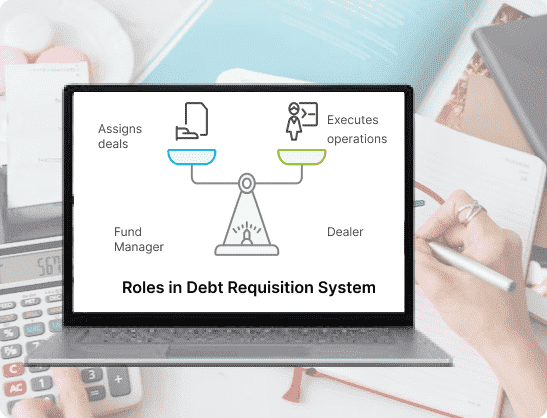 Assigns
deals
Executes
operations
Fund
Manager
Dealer
Roles in Debt Requisition System